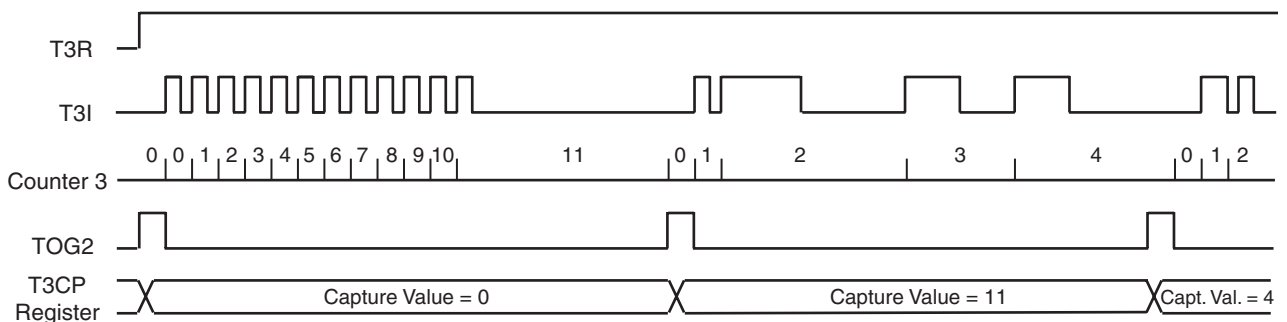 T3R
T3I
0 0 1 2 3 4 5 6 7 8 9 10 11 0 1 2 3 4 0 1 2
Counter 3
TOG2
T3CP
Register
Capture Value = 0 Capture Value = 11 Capt. Val. = 4